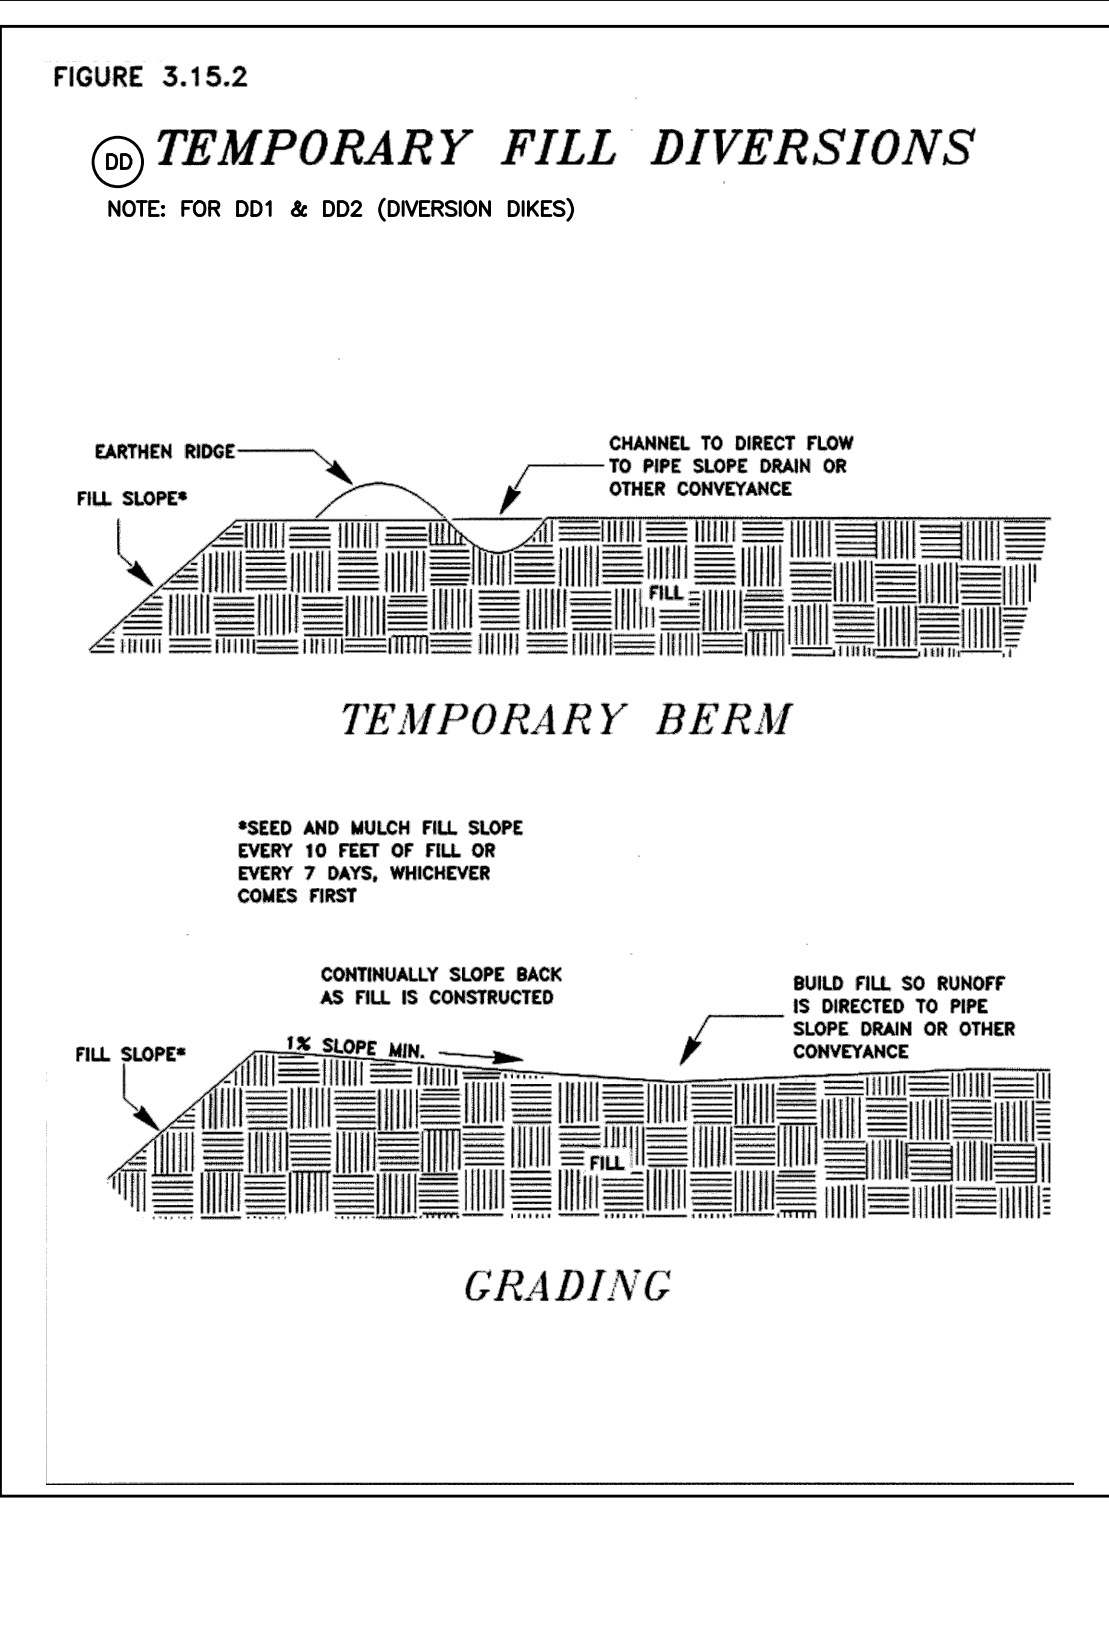 FIGURE 3.15.2
DD TEMPORARY FILL DIVERSIONS
NOTE: FOR DD1 & DD2 (DIVERSION DIKES)
EARTHEN RIDGE
FILL SLOPE*
CHANNEL TO DIRECT FLOW
TO PIPE SLOPE DRAIN OR
OTHER CONVEYANCE
FILL
TEMPORARY BERM
*SEED AND MULCH FILL SLOPE
EVERY 10 FEET OF FILL OR
EVERY 7 DAYS, WHICHEVER
COMES FIRST
CONTINUALLY SLOPE BACK
AS FILL IS CONSTRUCTED
BUILD FILL SO RUNOFF
IS DIRECTED TO PIPE
SLOPE DRAIN OR OTHER
CONVEYANCE
FILL SLOPE*
1% SLOPE MIN.
FILL
GRADING